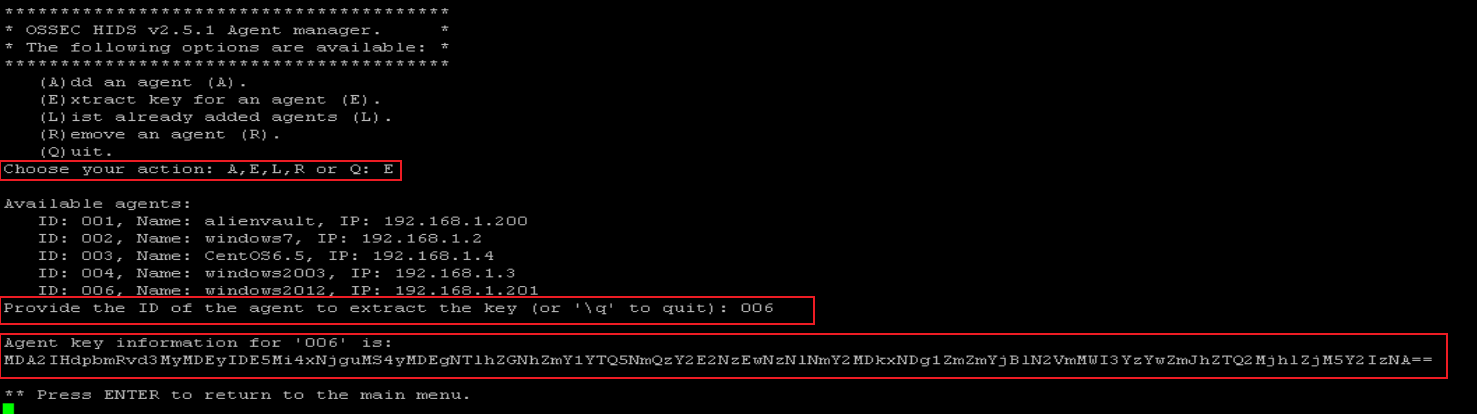 *****************************************
* OSSEC HIDS v2.5.1 Agent manager.      *
* The following options are available: *
*****************************************
   (A)dd an agent (A).
   (E)xtract key for an agent (E).
   (L)ist already added agents (L).
   (R)emove an agent (R).
   (Q)uit.
Choose your action: A,E,L,R or Q: E
Available agents:
   ID: 001, Name: alienvault, IP: 192.168.1.200
   ID: 002, Name: windows7, IP: 192.168.1.2
   ID: 003, Name: CentOS6.5, IP: 192.168.1.4
   ID: 004, Name: windows2003, IP: 192.168.1.3
   ID: 006, Name: windows2012, IP: 192.168.1.201
Provide the ID of the agent to extract the key (or '\q' to quit): 006
Agent key information for '006' is:
MDA2IHdpbmRvd3MyMDEyIDE5Mi4xNjguMS4yMDEgNTlhZGNhZmY1YTQ5NmQzY2E2NzEwNzNlNmY2MDkxNDg1ZmZmYjBlN2VmMWI3YzYwZmJhZTQ2MjhlZjM5Y2IzNA==
** Press ENTER to return to the main menu.